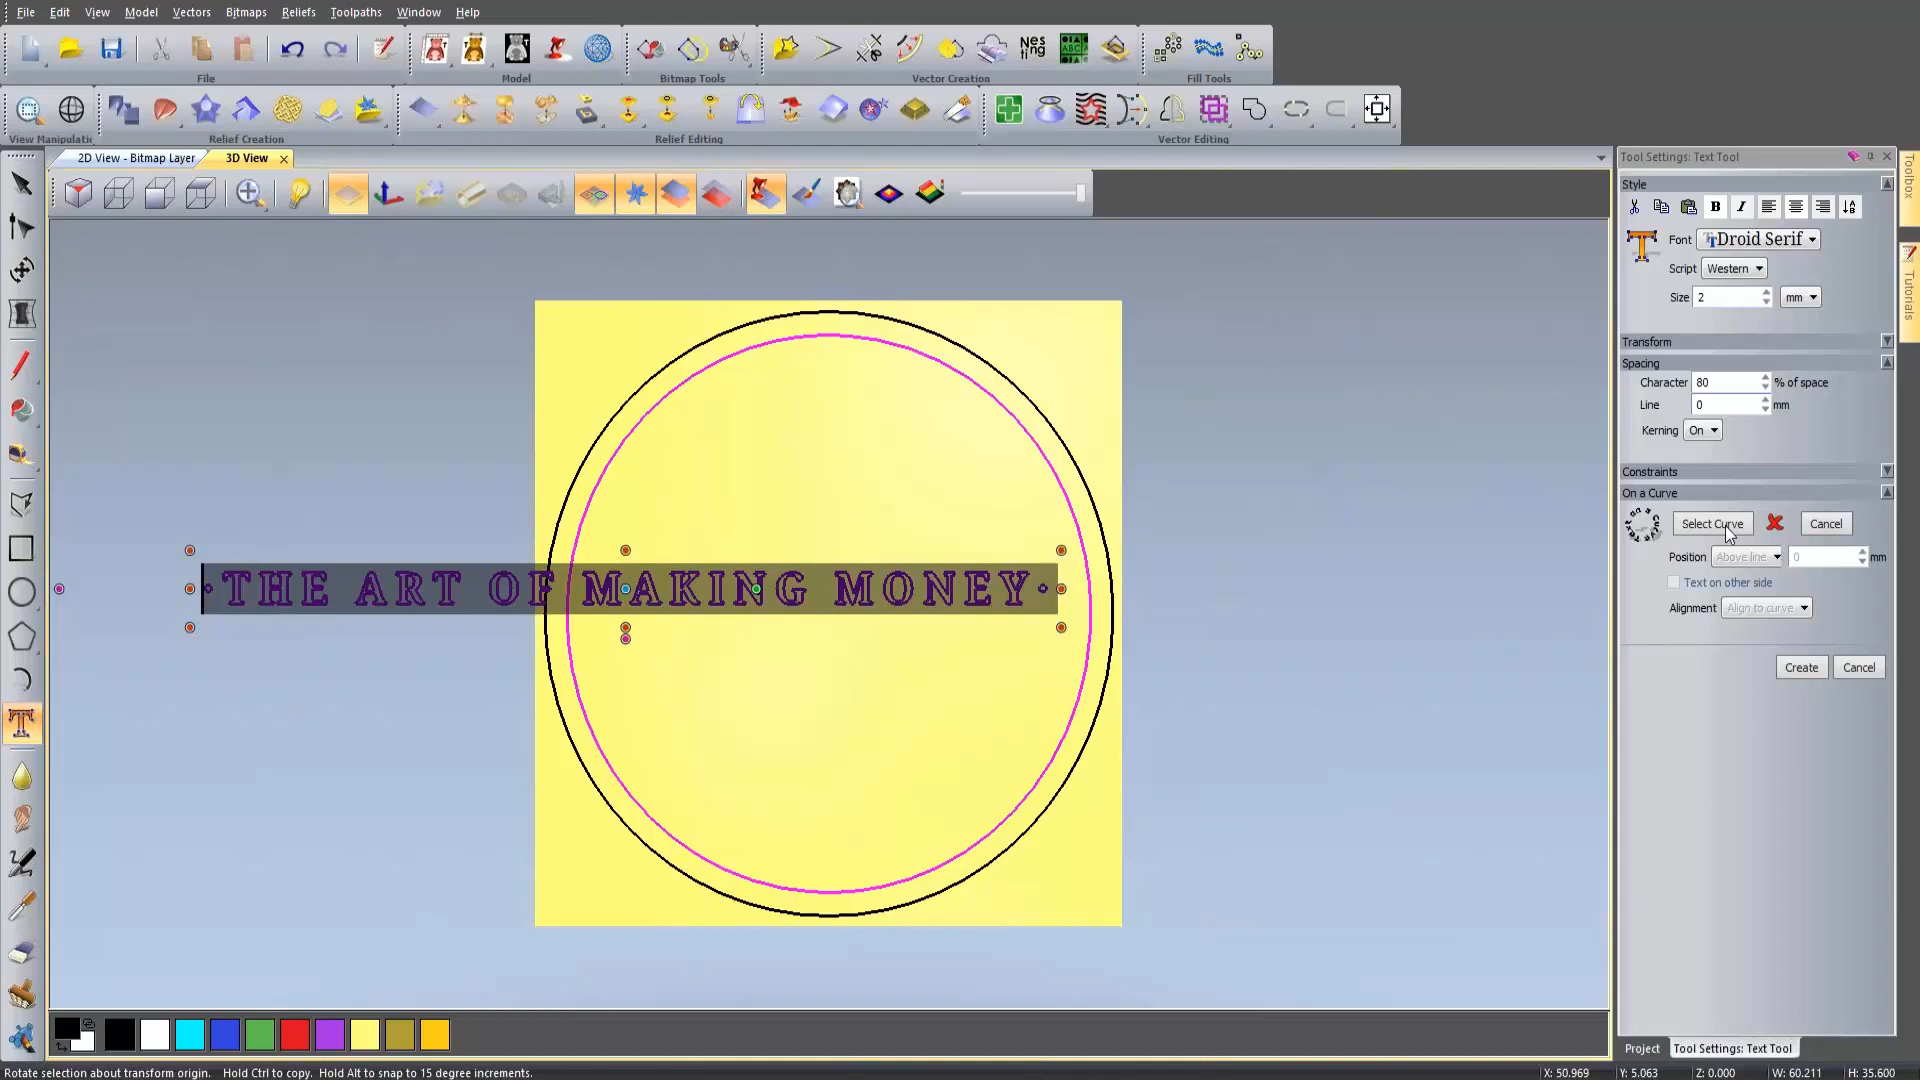 File Edit View Model Vectors Bitmaps Reliefs Toolpaths Window Help
Nes
ting
ABC
File Model Bitmap Tools Vector Creation Fill Tools
View Manipulatic Relief Creation Relief Editing Vector Editing
2D View - Bitmap Layer 3D View
Tool Settings: Text Tool
Toolbox
Tutorials
Style
B I
Font Droid Serif
Script Western
Size 2 mm
Transform
Spacing
Character 80 % of space
Line 0 mm
Kerning On
Constraints
On a Curve
Select Curve Cancel
Position Above line 0 mm
Text on other side
Alignment Align to curve
Create Cancel
·THE ART OF MAKING MONEY·
Project Tool Settings: Text Tool
Rotate selection about transform origin. Hold Ctrl to copy. Hold Alt to snap to 15 degree increments. X: 50.969 Y: 5.063 Z: 0.000 W: 60.211 H: 35.600